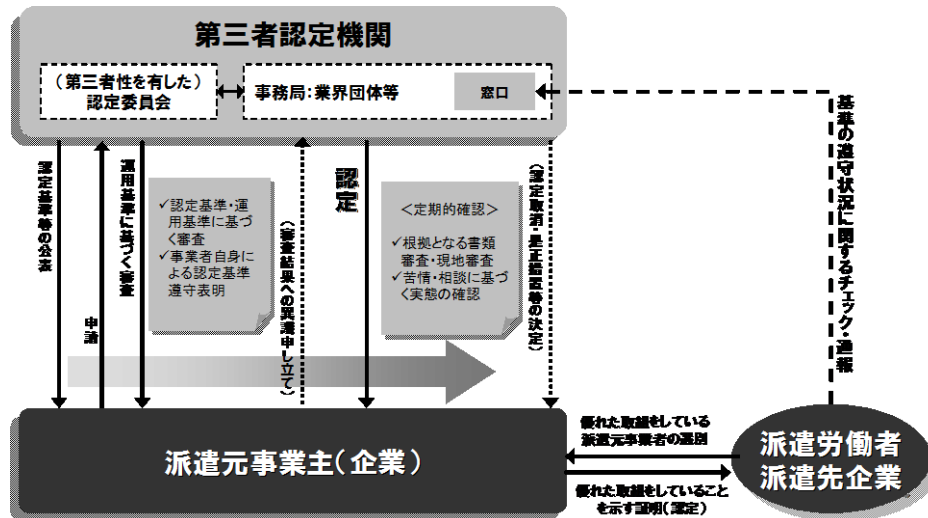 第三者認定機関
（第三者性を有した）
認定委員会
事務局：業界団体等
窓口
認定基準等の公表
申請
運用基準に基づく審査
✓認定基準・運
用基準に基づ
く審査
✓事業者自身に
よる認定基準
遵守表明
（審査結果への異議申し立て）
認定
＜定期的確認＞
✓根拠となる書類
審査・現地審査
✓苦情・相談に基づ
く実態の確認
（認定取消・是正措置等の決定）
基準の遵守状況に関するチェック・通報
派遣元事業主（企業）
優れた取組をしている
派遣元事業者の選別
優れた取組をしていること
を示す証明（認定）
派遣労働者
派遣先企業